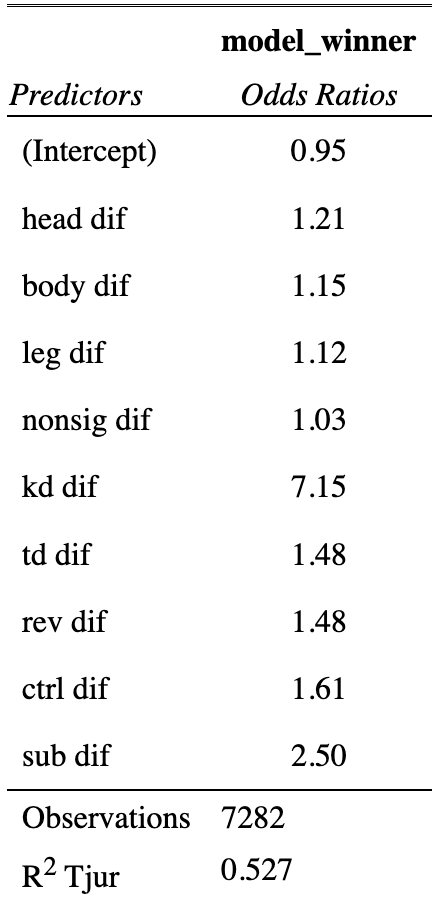 model_winner
Predictors Odds Ratios
(Intercept) 0.95
head dif 1.21
body dif 1.15
leg dif 1.12
nonsig dif 1.03
kd dif 7.15
td dif 1.48
rev dif 1.48
ctrl dif 1.61
sub dif 2.50
Observations 7282
R² Tjur 0.527